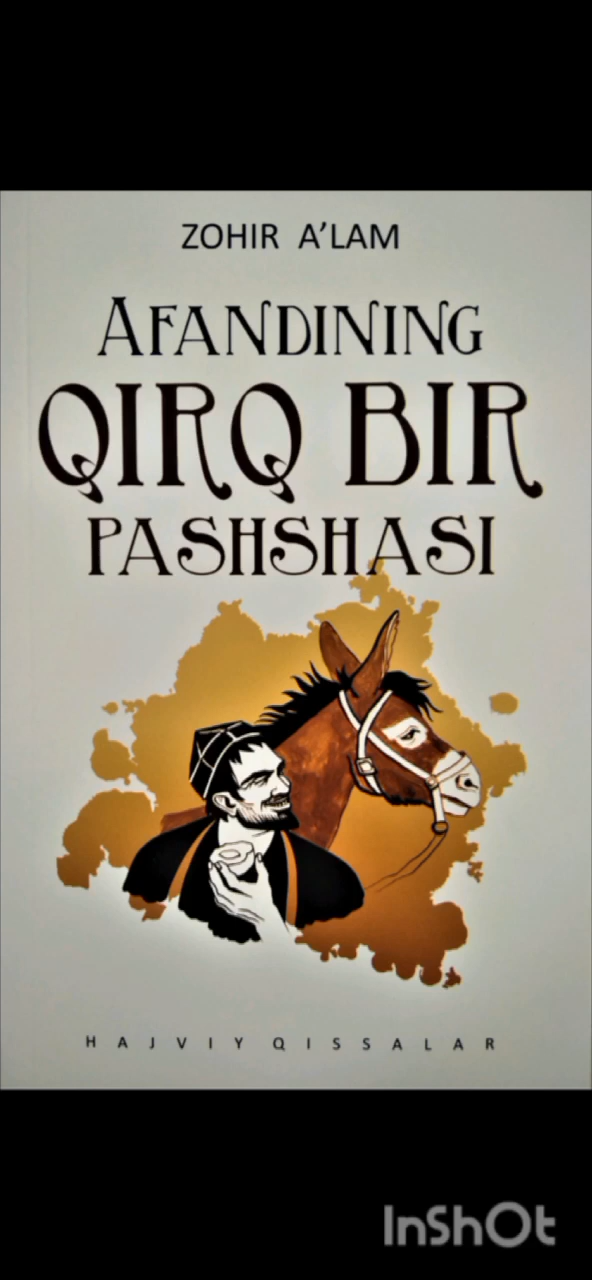 ZOHIR A'LAM
AFANDINING
QIRQ BIR
PASHSHASI
HAJVIY QISSALAR
InShOt